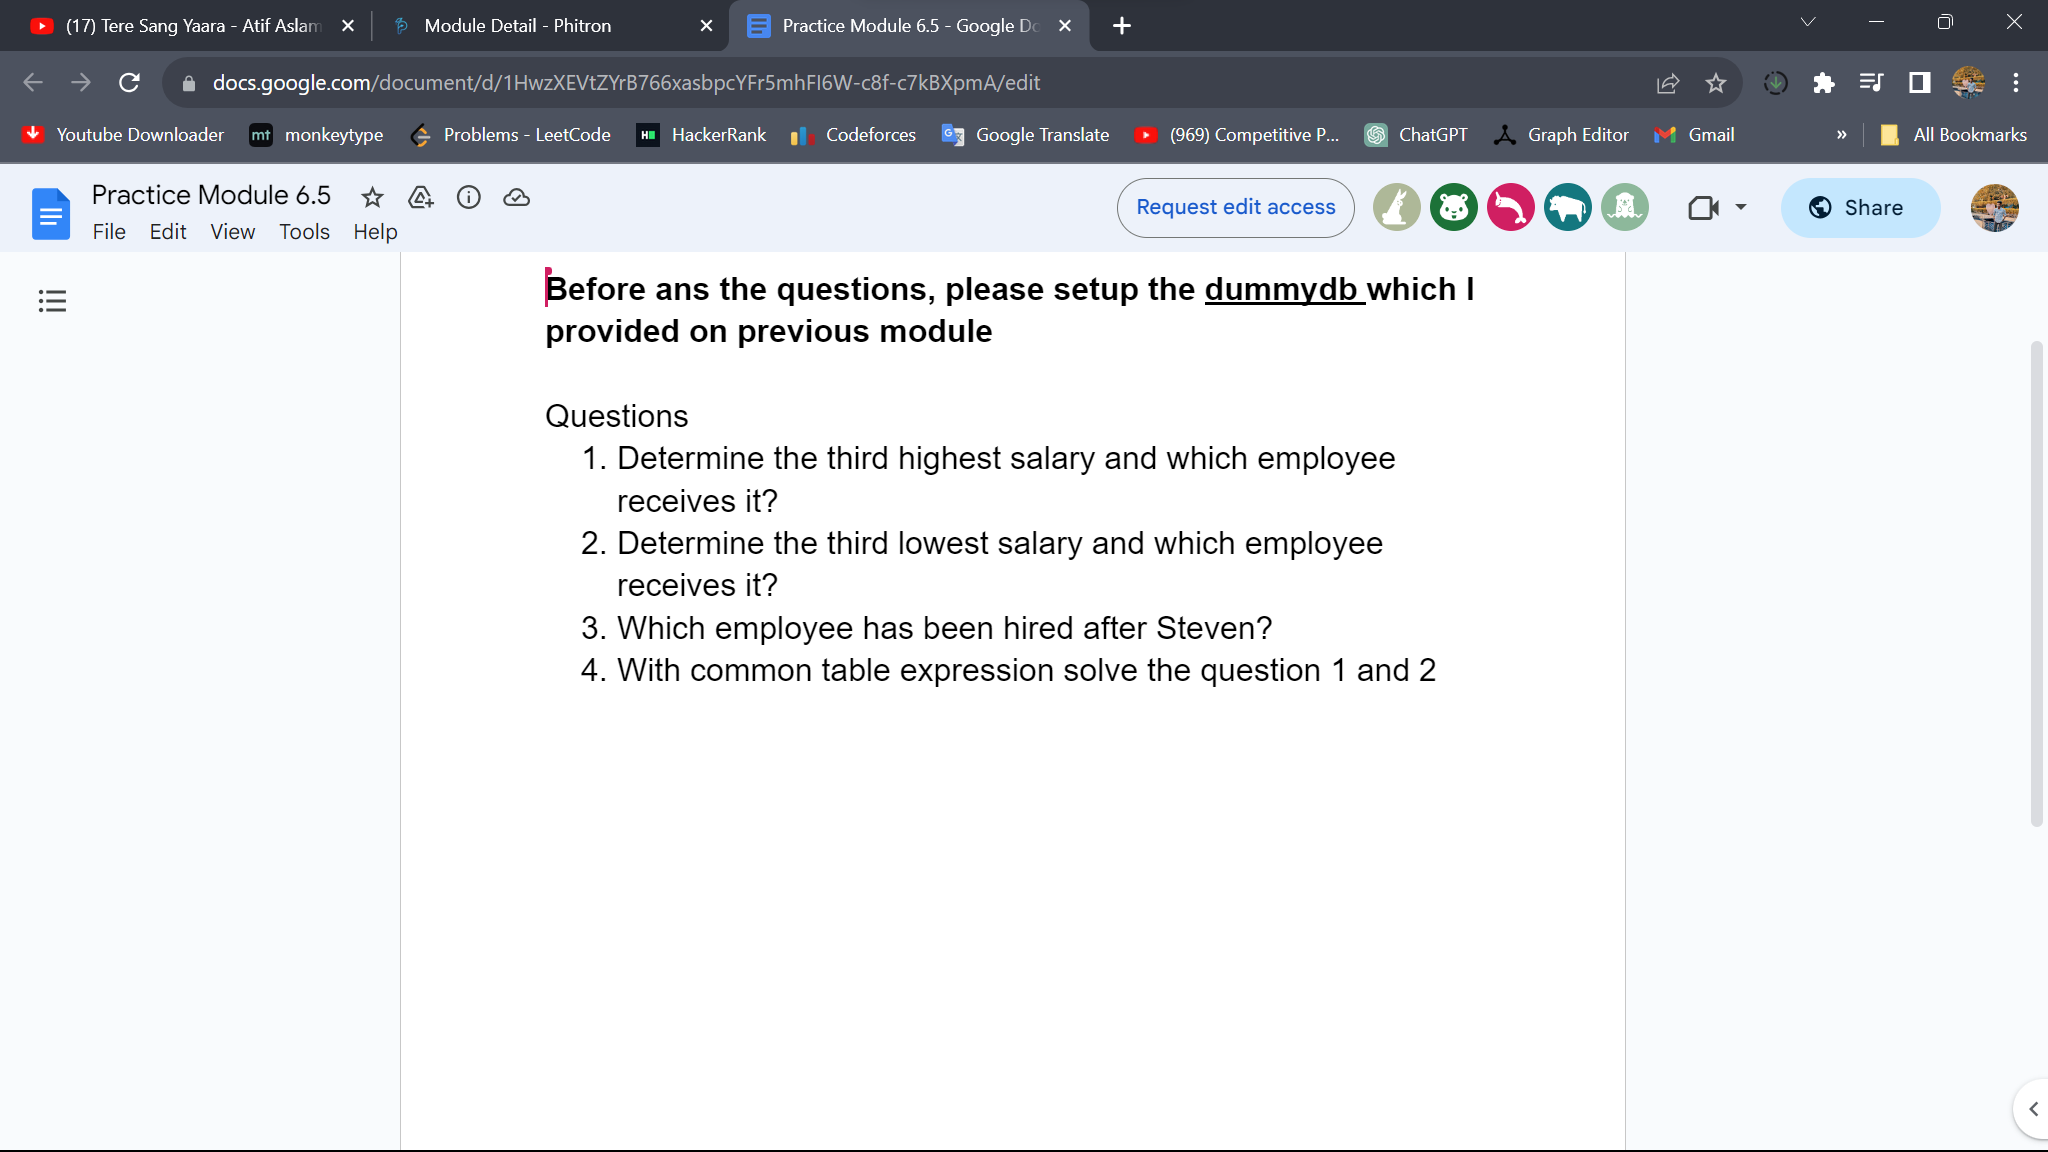 (17) Tere Sang Yaara - Atif Aslam
Module Detail - Phitron
Practice Module 6.5 - Google Do
docs.google.com/document/d/1HwzXEVtZYrB766xasbpcYFr5mhFI6W-c8f-c7kBXpmA/edit
Youtube Downloader
mt monkeytype
Problems - LeetCode
H HackerRank
Codeforces
Google Translate
(969) Competitive P...
ChatGPT
Graph Editor
Gmail
»
All Bookmarks
Practice Module 6.5
File Edit View Tools Help
Request edit access
Share
Before ans the questions, please setup the dummydb which I
provided on previous module
Questions
1. Determine the third highest salary and which employee
receives it?
2. Determine the third lowest salary and which employee
receives it?
3. Which employee has been hired after Steven?
4. With common table expression solve the question 1 and 2